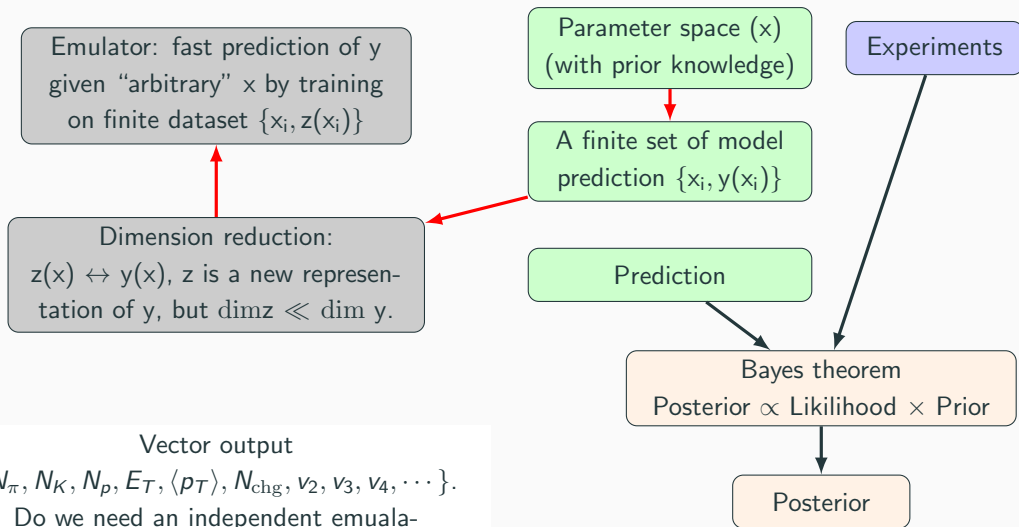 Emulator: fast prediction of y
given “arbitrary” x by training
on finite dataset {xᵢ, z(xᵢ)}
Parameter space (x)
(with prior knowledge)
Experiments
A finite set of model
prediction {xᵢ, y(xᵢ)}
Dimension reduction:
z(x) ↔ y(x), z is a new represen-
tation of y, but dimz ≪ dim y.
Prediction
Bayes theorem
Posterior ∝ Likilihood × Prior
Posterior
Vector output
N_π, N_K, N_p, E_T, ⟨p_T⟩, N_chg, v₂, v₃, v₄, ⋯}.
Do we need an independent emuala-